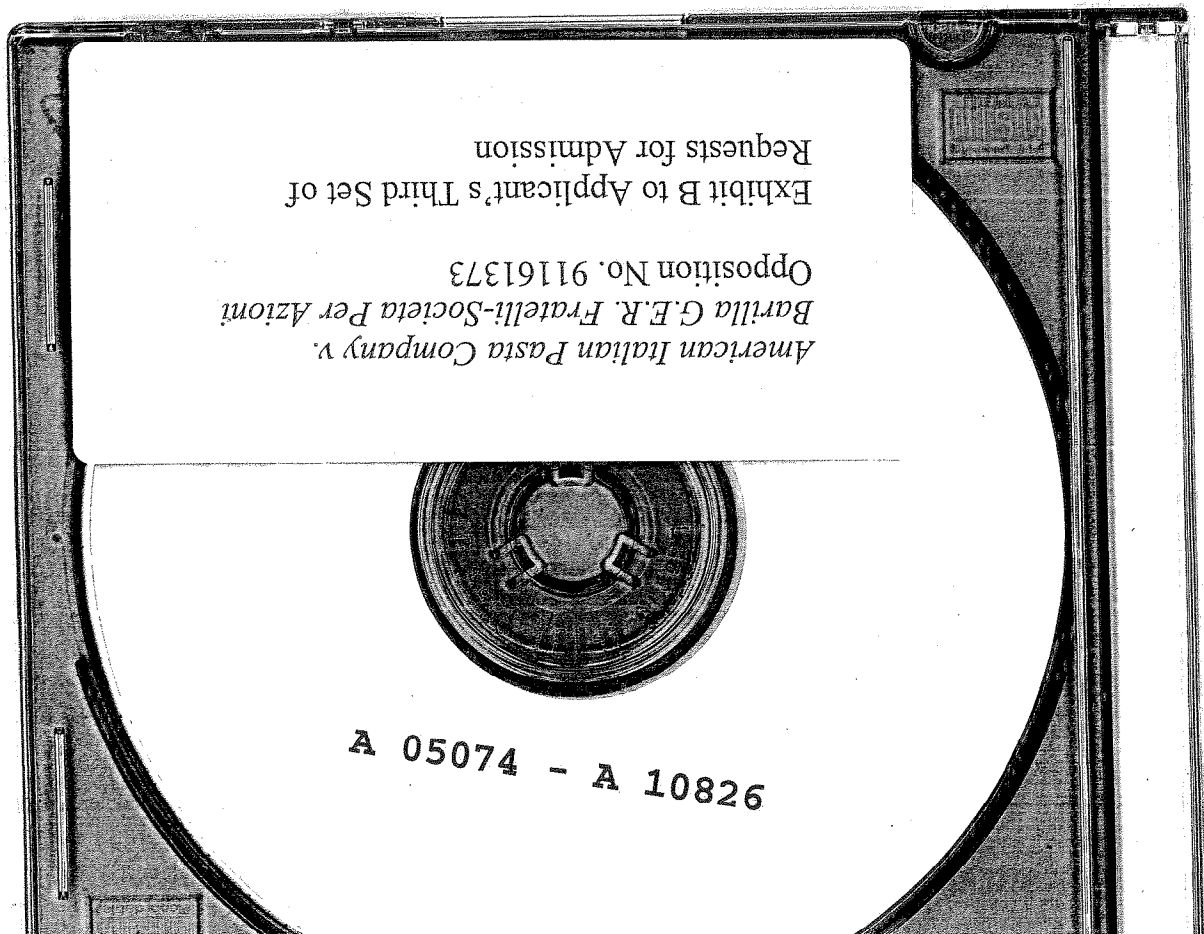 American Italian Pasta Company v.
Barilla G.E.R. Fratelli-Societa Per Azioni
Opposition No. 91161373
Exhibit B to Applicant's Third Set of
Requests for Admission
A 05074 - A 10826